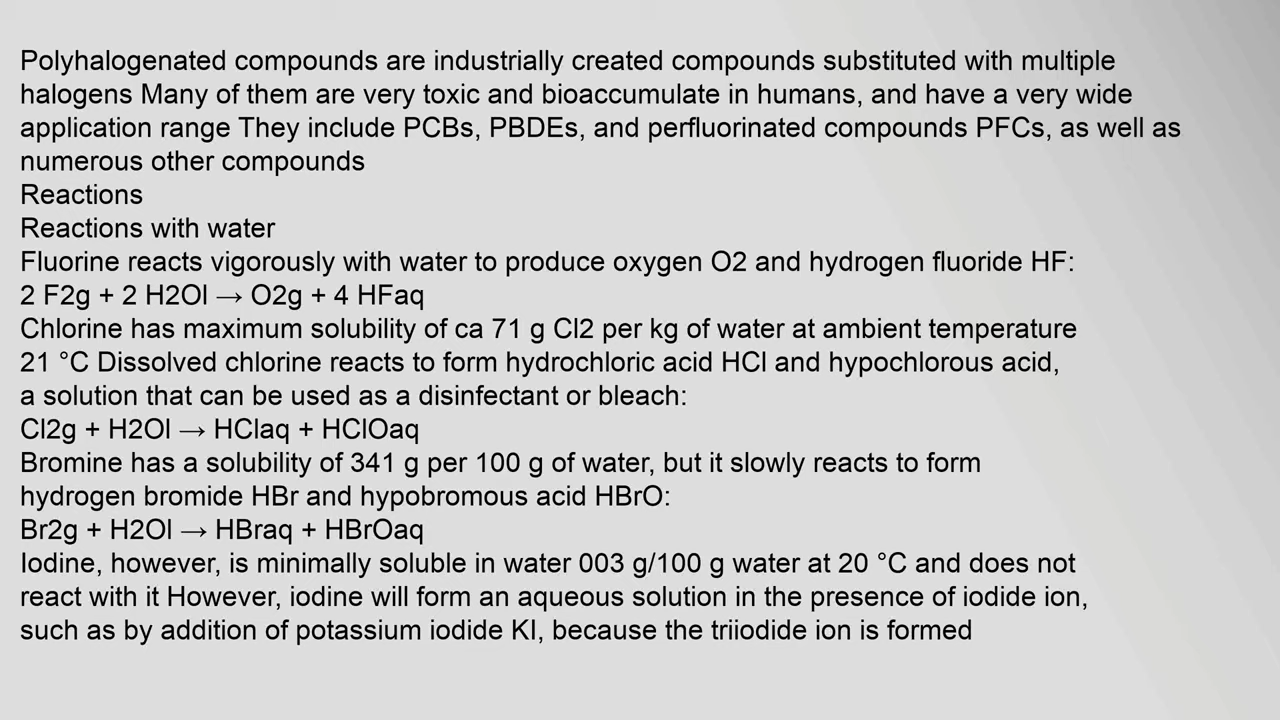 Polyhalogenated compounds are industrially created compounds substituted with multiple
halogens Many of them are very toxic and bioaccumulate in humans, and have a very wide
application range They include PCBs, PBDEs, and perfluorinated compounds PFCs, as well as
numerous other compounds
Reactions
Reactions with water
Fluorine reacts vigorously with water to produce oxygen O2 and hydrogen fluoride HF:
2 F2g + 2 H2Ol → O2g + 4 HFaq
Chlorine has maximum solubility of ca 71 g Cl2 per kg of water at ambient temperature
21 °C Dissolved chlorine reacts to form hydrochloric acid HCl and hypochlorous acid,
a solution that can be used as a disinfectant or bleach:
Cl2g + H2Ol → HClaq + HClOaq
Bromine has a solubility of 341 g per 100 g of water, but it slowly reacts to form
hydrogen bromide HBr and hypobromous acid HBrO:
Br2g + H2Ol → HBraq + HBrOaq
Iodine, however, is minimally soluble in water 003 g/100 g water at 20 °C and does not
react with it However, iodine will form an aqueous solution in the presence of iodide ion,
such as by addition of potassium iodide KI, because the triiodide ion is formed